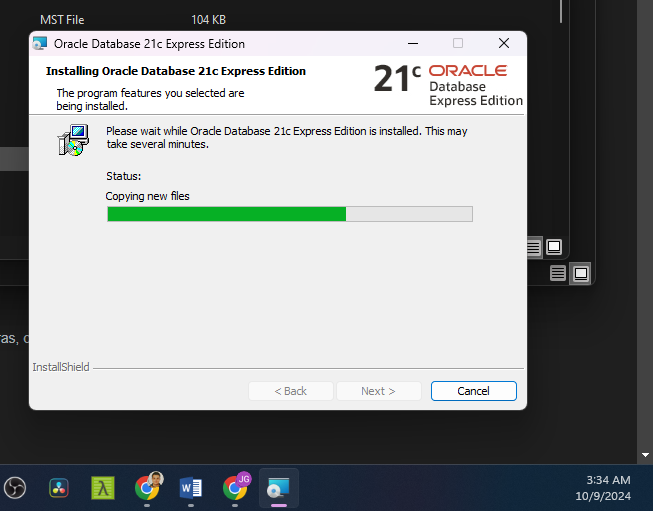 MST File 104 KB
Oracle Database 21c Express Edition
Installing Oracle Database 21c Express Edition
The program features you selected are
being installed.
21c ORACLE
Database
Express Edition
Please wait while Oracle Database 21c Express Edition is installed. This may
take several minutes.
Status:
Copying new files
InstallShield
< Back Next > Cancel
JG
3:34 AM
10/9/2024